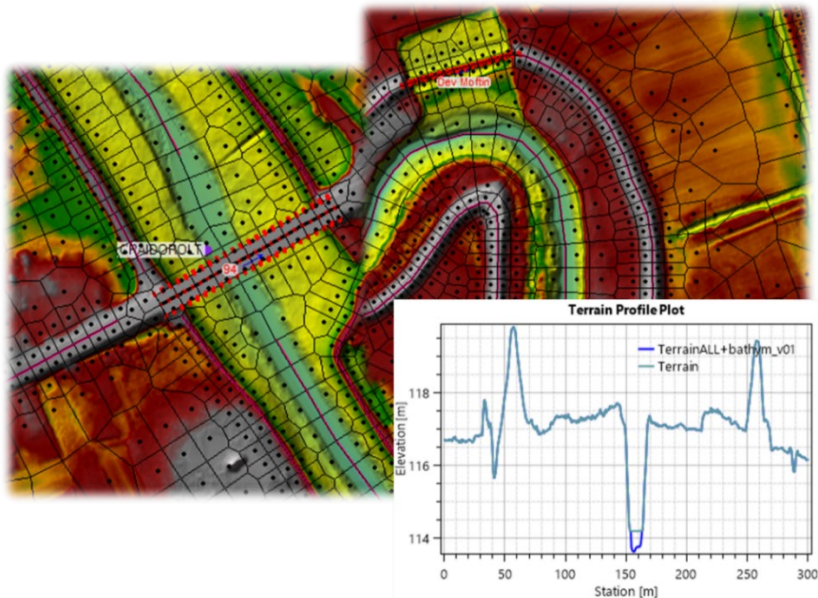 Dev Moftin
94
Terrain Profile Plot
TerrainALL+bathym_v01
Terrain
Elevation [m]
118
116
114
0 50 100 150 200 250 300
Station [m]